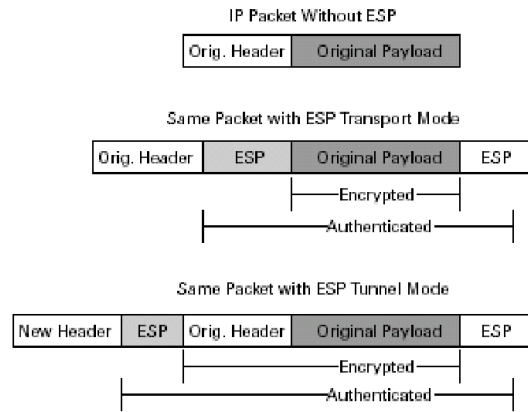 IP Packet Without ESP
Orig. Header Original Payload
Same Packet with ESP Transport Mode
Orig. Header ESP Original Payload ESP
Encrypted
Authenticated
Same Packet with ESP Tunnel Mode
New Header ESP Orig. Header Original Payload ESP
Encrypted
Authenticated